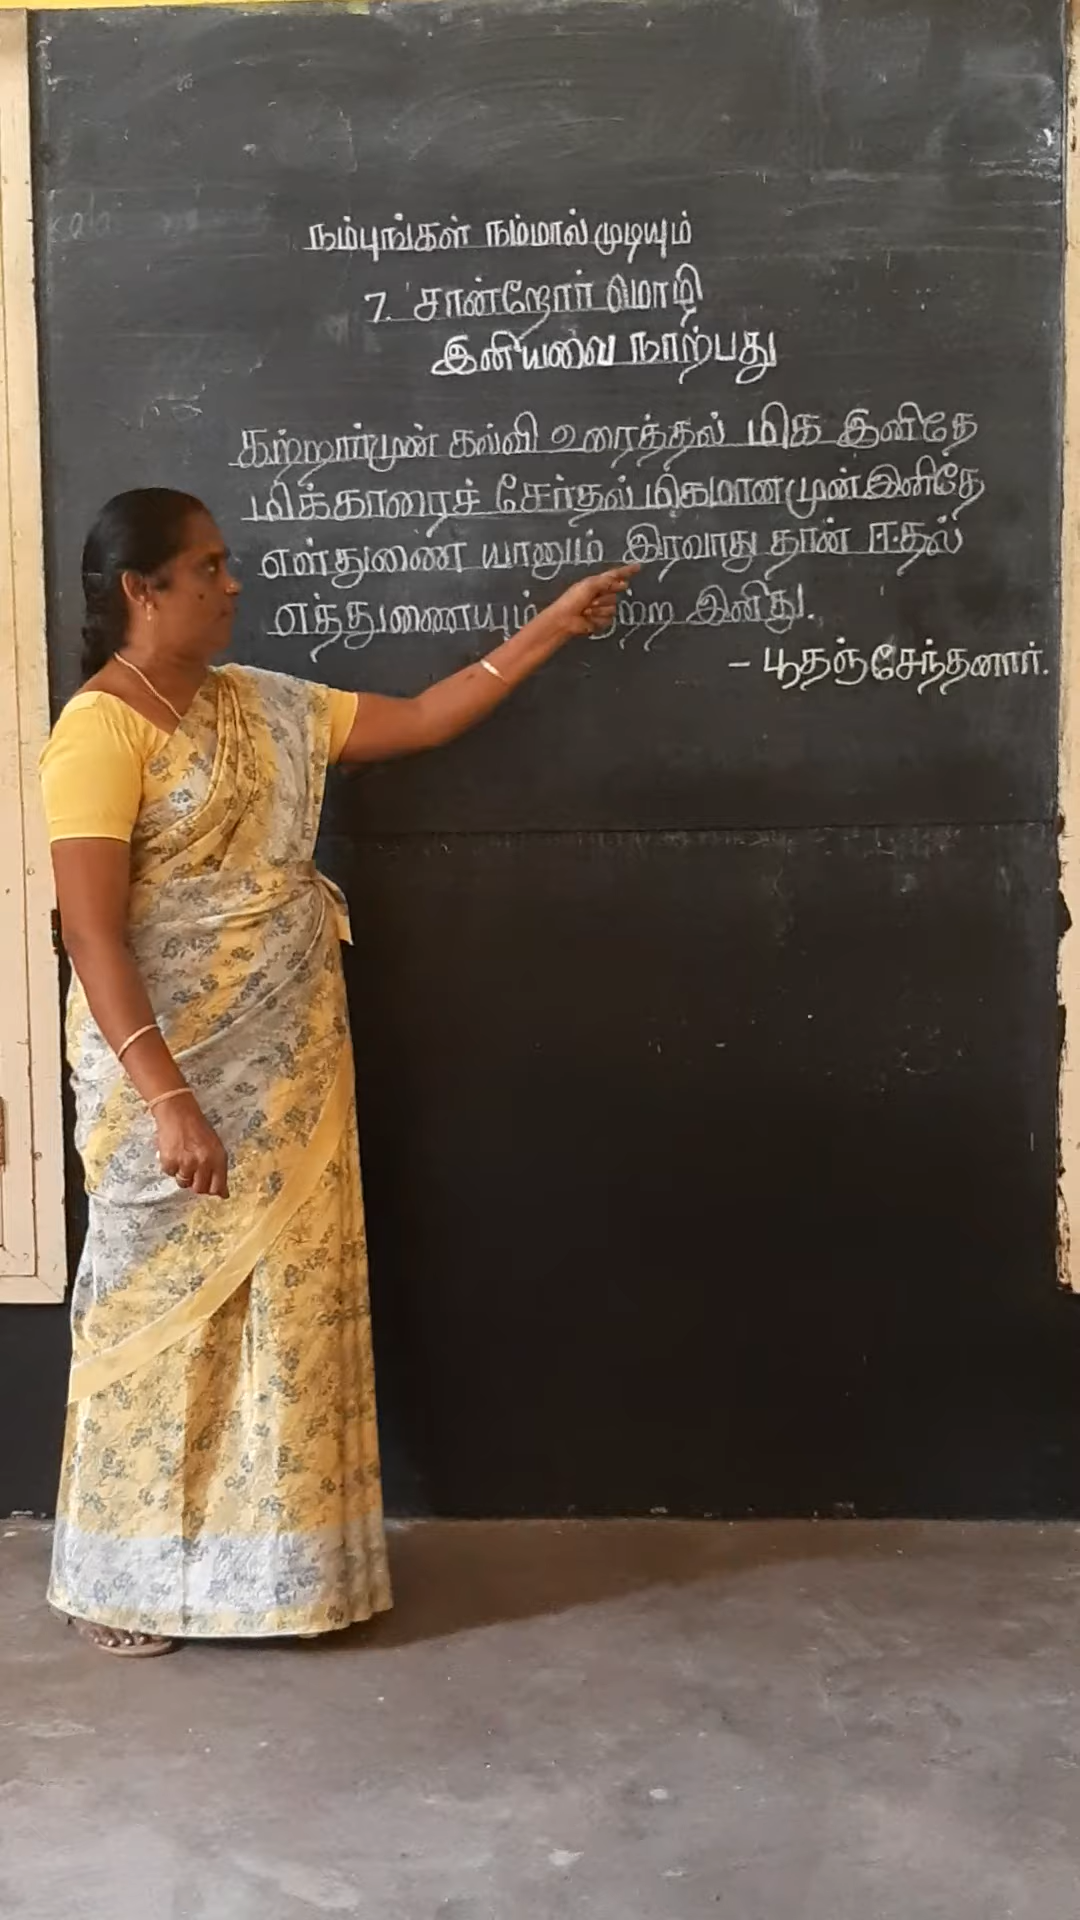 நம்புங்கள் நம்மால் முடியும்
7. சான்றோர் மொழி
இனியவை நாற்பது
கற்றார்முன் கல்வி உரைத்தல் மிக இனிதே
மிக்காரைச் சேர்தல் மிகமானமுன்இனிதே
எள்துணை யானும் இரவாது தான் ஈதல்
எத்துணையும் இனிது.
- பூதஞ்சேந்தனார்.